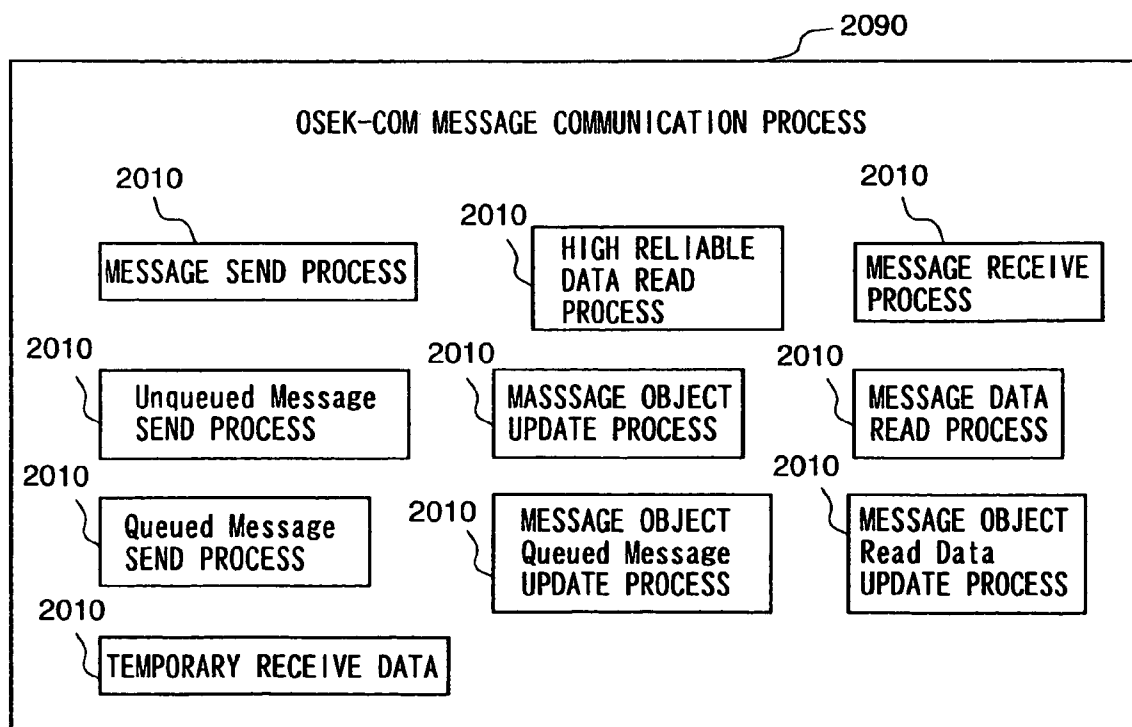 2090
OSEK-COM MESSAGE COMMUNICATION PROCESS
2010
MESSAGE SEND PROCESS
2010
HIGH RELIABLE
DATA READ
PROCESS
2010
MESSAGE RECEIVE
PROCESS
2010
Unqueued Message
SEND PROCESS
2010
MASSSAGE OBJECT
UPDATE PROCESS
2010
MESSAGE DATA
READ PROCESS
2010
Queued Message
SEND PROCESS
2010
MESSAGE OBJECT
Queued Message
UPDATE PROCESS
2010
MESSAGE OBJECT
Read Data
UPDATE PROCESS
2010
TEMPORARY RECEIVE DATA